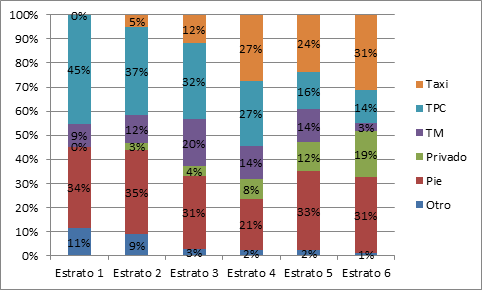 100%
90%
80%
70%
60%
50%
40%
30%
20%
10%
0%
0% 5% 12% 27% 24% 31%
45% 37% 32% 27% 16% 14%
9% 12% 20% 14% 14% 3%
0% 3% 4% 8% 12% 19%
34% 35% 31% 21% 33% 31%
11% 9% 3% 2% 2% 1%
Estrato 1 Estrato 2 Estrato 3 Estrato 4 Estrato 5 Estrato 6
Taxi
TPC
TM
Privado
Pie
Otro